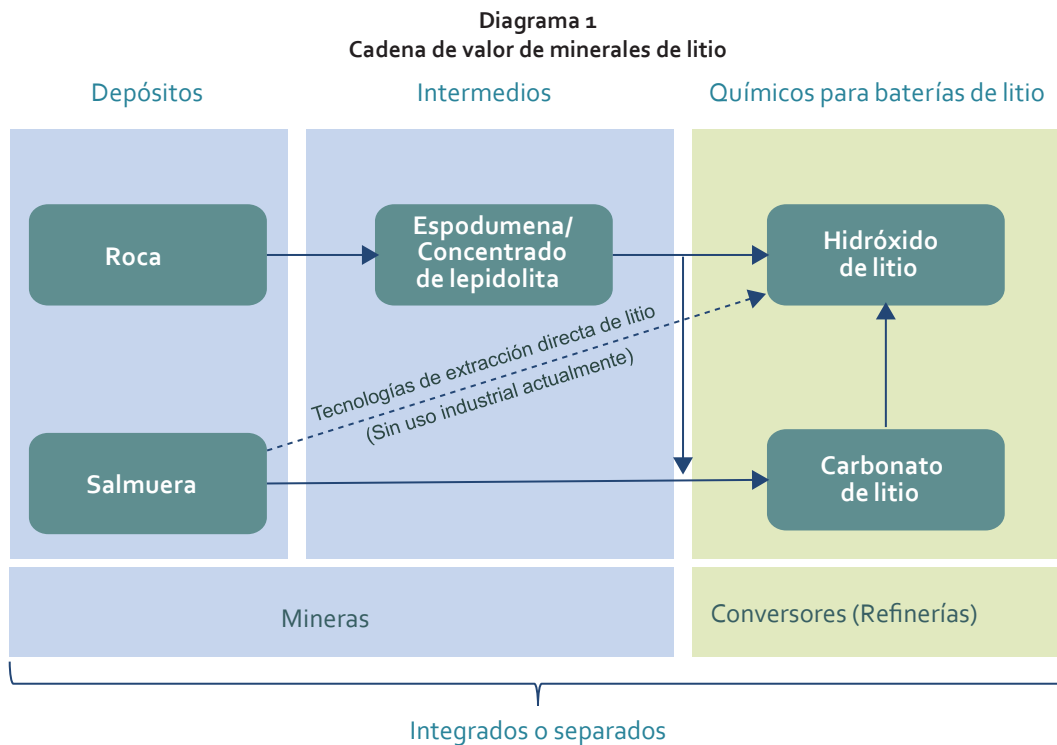 Diagrama 1
Cadena de valor de minerales de litio
Depósitos
Intermedios
Químicos para baterías de litio
Roca
Espodumena/
Concentrado
de lepidolita
Hidróxido
de litio
Tecnologías de extracción directa de litio
(Sin uso industrial actualmente)
Salmuera
Carbonato
de litio
Mineras
Conversores (Refinerías)
Integrados o separados